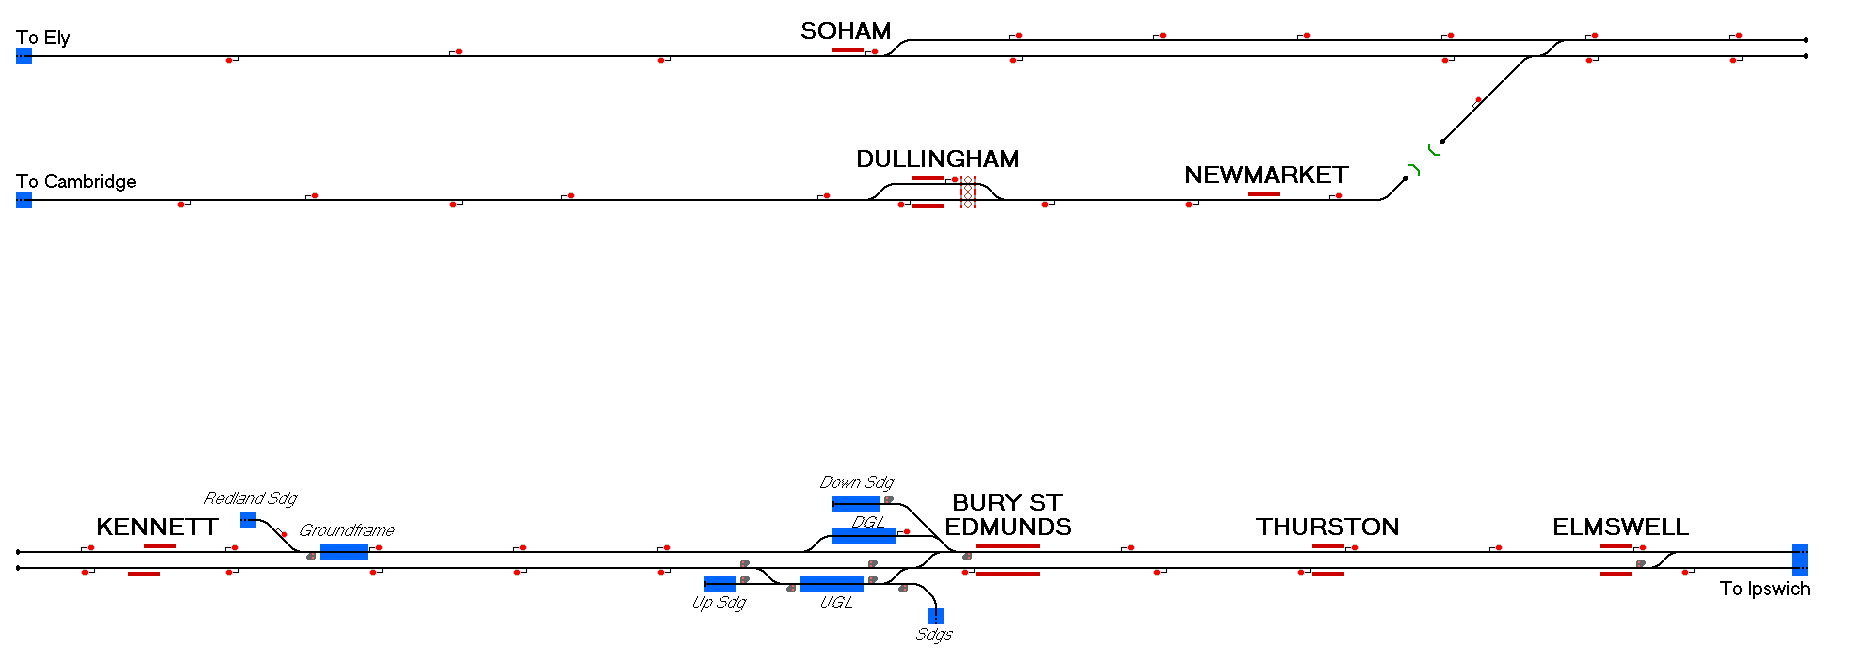 SOHAM
To Ely
DULLINGHAM
NEWMARKET
To Cambridge
Down Sdg
Redland Sdg
BURY ST
EDMUNDS
DGL
KENNETT
Groundframe
THURSTON
ELMSWELL
To Ipswich
Up Sdg
UGL
Sdgs